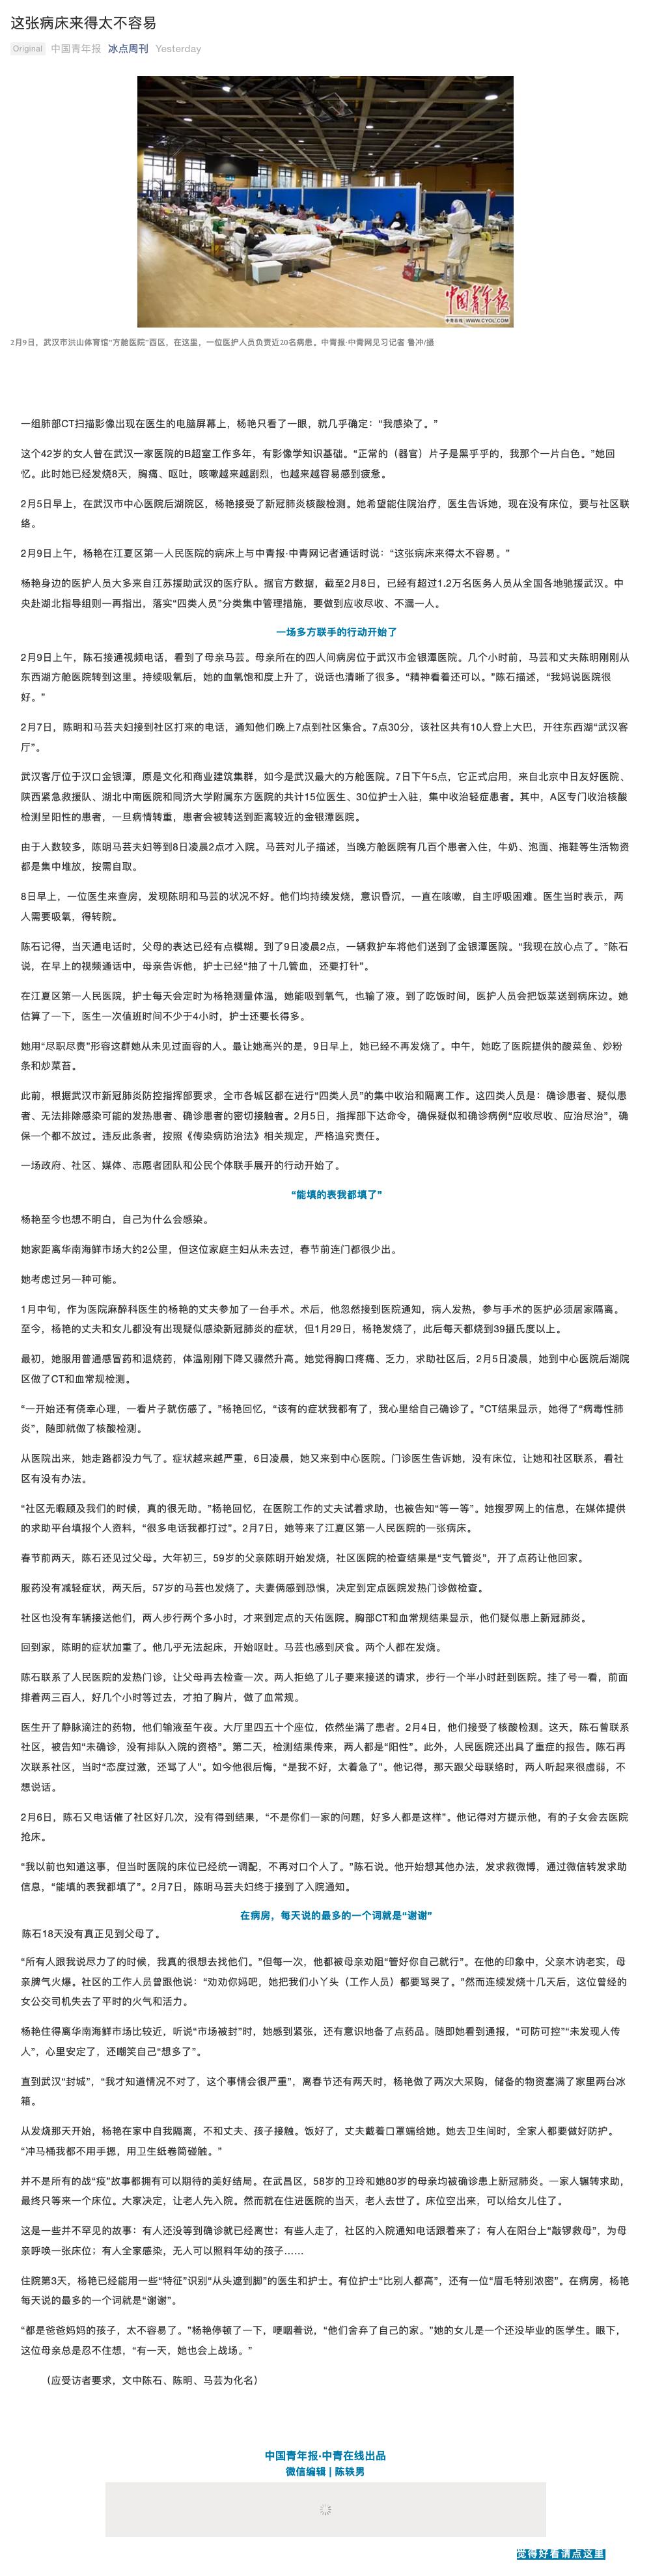 这张病床来得太不容易
Original 中国青年报 冰点周刊 Yesterday
中国青年报
中青在线 WWW.CYOL.COM
2月9日，武汉市洪山体育馆“方舱医院”西区，在这里，一位医护人员负责近20名病患。中青报·中青网见习记者 鲁冲/摄
一组肺部CT扫描影像出现在医生的电脑屏幕上，杨艳只看了一眼，就几乎确定：“我感染了。”
这个42岁的女人曾在武汉一家医院的B超室工作多年，有影像学知识基础。“正常的（器官）片子是黑乎乎的，我那个一片白色。”她回
忆。此时她已经发烧8天，胸痛、呕吐，咳嗽越来越剧烈，也越来越容易感到疲惫。
2月5日早上，在武汉市中心医院后湖院区，杨艳接受了新冠肺炎核酸检测。她希望能住院治疗，医生告诉她，现在没有床位，要与社区联
络。
2月9日上午，杨艳在江夏区第一人民医院的病床上与中青报·中青网记者通话时说：“这张病床来得太不容易。”
杨艳身边的医护人员大多来自江苏援助武汉的医疗队。据官方数据，截至2月8日，已经有超过1.2万名医务人员从全国各地驰援武汉。中
央赴湖北指导组则一再指出，落实“四类人员”分类集中管理措施，要做到应收尽收、不漏一人。
一场多方联手的行动开始了
2月9日上午，陈石接通视频电话，看到了母亲马芸。母亲所在的四人间病房位于武汉市金银潭医院。几个小时前，马芸和丈夫陈明刚刚从
东西湖方舱医院转到这里。持续吸氧后，她的血氧饱和度上升了，说话也清晰了很多。“精神看着还可以。”陈石描述，“我妈说医院很
好。”
2月7日，陈明和马芸夫妇接到社区打来的电话，通知他们晚上7点到社区集合。7点30分，该社区共有10人登上大巴，开往东西湖“武汉客
厅”。
武汉客厅位于汉口金银潭，原是文化和商业建筑集群，如今是武汉最大的方舱医院。7日下午5点，它正式启用，来自北京中日友好医院、
陕西紧急救援队、湖北中南医院和同济大学附属东方医院的共计15位医生、30位护士入驻，集中收治轻症患者。其中，A区专门收治核酸
检测呈阳性的患者，一旦病情转重，患者会被转送到距离较近的金银潭医院。
由于人数较多，陈明马芸夫妇等到8日凌晨2点才入院。马芸对儿子描述，当晚方舱医院有几百个患者入住，牛奶、泡面、拖鞋等生活物资
都是集中堆放，按需自取。
8日早上，一位医生来查房，发现陈明和马芸的状况不好。他们均持续发烧，意识昏沉，一直在咳嗽，自主呼吸困难。医生当时表示，两
人需要吸氧，得转院。
陈石记得，当天通电话时，父母的表达已经有点模糊。到了9日凌晨2点，一辆救护车将他们送到了金银潭医院。“我现在放心点了。”陈石
说，在早上的视频通话中，母亲告诉他，护士已经“抽了十几管血，还要打针”。
在江夏区第一人民医院，护士每天会定时为杨艳测量体温，她能吸到氧气，也输了液。到了吃饭时间，医护人员会把饭菜送到病床边。她
估算了一下，医生一次值班时间不少于4小时，护士还要长得多。
她用“尽职尽责”形容这群她从未见过面容的人。最让她高兴的是，9日早上，她已经不再发烧了。中午，她吃了医院提供的酸菜鱼、炒粉
条和炒菜苔。
此前，根据武汉市新冠肺炎防控指挥部要求，全市各城区都在进行“四类人员”的集中收治和隔离工作。这四类人员是：确诊患者、疑似患
者、无法排除感染可能的发热患者、确诊患者的密切接触者。2月5日，指挥部下达命令，确保疑似和确诊病例“应收尽收、应治尽治”，确
保一个都不放过。违反此条者，按照《传染病防治法》相关规定，严格追究责任。
一场政府、社区、媒体、志愿者团队和公民个体联手展开的行动开始了。
“能填的表我都填了”
杨艳至今也想不明白，自己为什么会感染。
她家距离华南海鲜市场大约2公里，但这位家庭主妇从未去过，春节前连门都很少出。
她考虑过另一种可能。
1月中旬，作为医院麻醉科医生的杨艳的丈夫参加了一台手术。术后，他忽然接到医院通知，病人发热，参与手术的医护必须居家隔离。
至今，杨艳的丈夫和女儿都没有出现疑似感染新冠肺炎的症状，但1月29日，杨艳发烧了，此后每天都烧到39摄氏度以上。
最初，她服用普通感冒药和退烧药，体温刚刚下降又骤然升高。她觉得胸口疼痛、乏力，求助社区后，2月5日凌晨，她到中心医院后湖院
区做了CT和血常规检测。
“一开始还有侥幸心理，一看片子就伤感了。”杨艳回忆，“该有的症状我都有了，我心里给自己确诊了。”CT结果显示，她得了“病毒性肺
炎”，随即就做了核酸检测。
从医院出来，她走路都没力气了。症状越来越严重，6日凌晨，她又来到中心医院。门诊医生告诉她，没有床位，让她和社区联系，看社
区有没有办法。
“社区无暇顾及我们的时候，真的很无助。”杨艳回忆，在医院工作的丈夫试着求助，也被告知“等一等”。她搜罗网上的信息，在媒体提供
的求助平台填报个人资料，“很多电话我都打过”。2月7日，她等来了江夏区第一人民医院的一张病床。
春节前两天，陈石还见过父母。大年初三，59岁的父亲陈明开始发烧，社区医院的检查结果是“支气管炎”，开了点药让他回家。
服药没有减轻症状，两天后，57岁的马芸也发烧了。夫妻俩感到恐惧，决定到定点医院发热门诊做检查。
社区也没有车辆接送他们，两人步行两个多小时，才来到定点的天佑医院。胸部CT和血常规结果显示，他们疑似患上新冠肺炎。
回到家，陈明的症状加重了。他几乎无法起床，开始呕吐。马芸也感到厌食。两个人都在发烧。
陈石联系了人民医院的发热门诊，让父母再去检查一次。两人拒绝了儿子要来接送的请求，步行一个半小时赶到医院。挂了号一看，前面
排着两三百人，好几个小时等过去，才拍了胸片，做了血常规。
医生开了静脉滴注的药物，他们输液至午夜。大厅里四五十个座位，依然坐满了患者。2月4日，他们接受了核酸检测。这天，陈石曾联系
社区，被告知“未确诊，没有排队入院的资格”。第二天，检测结果传来，两人都是“阳性”。此外，人民医院还出具了重症的报告。陈石再
次联系社区，当时“态度过激，还骂了人”。如今他很后悔，“是我不好，太着急了”。他记得，那天跟父母联络时，两人听起来很虚弱，不
想说话。
2月6日，陈石又电话催了社区好几次，没有得到结果，“不是你们一家的问题，好多人都是这样”。他记得对方提示他，有的子女会去医院
抢床。
“我以前也知道这事，但当时医院的床位已经统一调配，不再对口个人了。”陈石说。他开始想其他办法，发求救微博，通过微信转发求助
信息，“能填的表我都填了”。2月7日，陈明马芸夫妇终于接到了入院通知。
在病房，每天说的最多的一个词就是“谢谢”
陈石18天没有真正见到父母了。
“所有人跟我说尽力了的时候，我真的很想去找他们。”但每一次，他都被母亲劝阻“管好你自己就行”。在他的印象中，父亲木讷老实，母
亲脾气火爆。社区的工作人员曾跟他说：“劝劝你妈吧，她把我们小丫头（工作人员）都要骂哭了。”然而连续发烧十几天后，这位曾经的
女公交司机失去了平时的火气和活力。
杨艳住得离华南海鲜市场比较近，听说“市场被封”时，她感到紧张，还有意识地备了点药品。随即她看到通报，“可防可控”“未发现人传
人”，心里安定了，还嘲笑自己“想多了”。
直到武汉“封城”，“我才知道情况不对了，这个事情会很严重”，离春节还有两天时，杨艳做了两次大采购，储备的物资塞满了家里两台冰
箱。
从发烧那天开始，杨艳在家中自我隔离，不和丈夫、孩子接触。饭好了，丈夫戴着口罩端给她。她去卫生间时，全家人都要做好防护。
“冲马桶我都不用手摁，用卫生纸卷筒碰触。”
并不是所有的战“疫”故事都拥有可以期待的美好结局。在武昌区，58岁的卫玲和她80岁的母亲均被确诊患上新冠肺炎。一家人辗转求助，
最终只等来一个床位。大家决定，让老人先入院。然而就在住进医院的当天，老人去世了。床位空出来，可以给女儿住了。
这是一些并不罕见的故事：有人还没等到确诊就已经离世；有些人走了，社区的入院通知电话跟着来了；有人在阳台上“敲锣救母”，为母
亲呼唤一张床位；有人全家感染，无人可以照料年幼的孩子……
住院第3天，杨艳已经能用一些“特征”识别“从头遮到脚”的医生和护士。有位护士“比别人都高”，还有一位“眉毛特别浓密”。在病房，杨艳
每天说的最多的一个词就是“谢谢”。
“都是爸爸妈妈的孩子，太不容易了。”杨艳停顿了一下，哽咽着说，“他们舍弃了自己的家。”她的女儿是一个还没毕业的医学生。眼下，
这位母亲总是忍不住想，“有一天，她也会上战场。”
（应受访者要求，文中陈石、陈明、马芸为化名）
中国青年报·中青在线出品
微信编辑 | 陈轶男
觉得好看请点这里